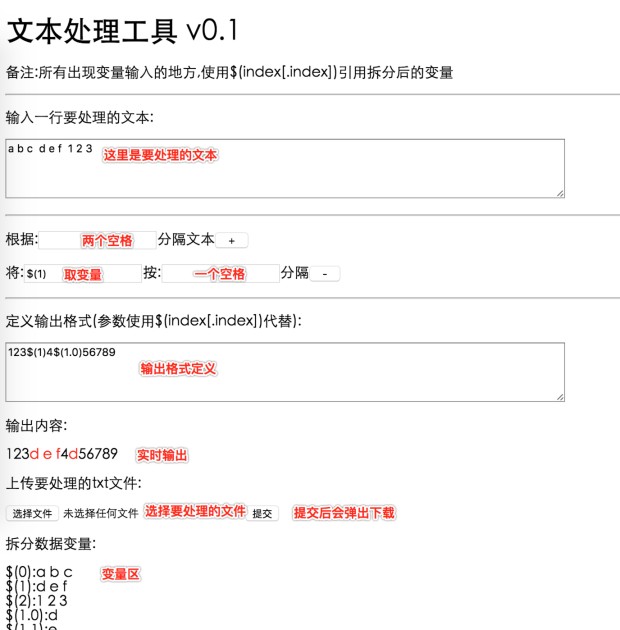 文本处理工具 v0.1
备注:所有出现变量输入的地方,使用$(index[.index])引用拆分后的变量
输入一行要处理的文本:
a b c  d e f  1 2 3 这里是要处理的文本
根据: 两个空格 分隔文本 +
将: $(1) 取变量 按: 一个空格 分隔 -
定义输出格式(参数使用$(index[.index])代替):
123$(1)4$(1.0)56789
输出格式定义
输出内容:
123d e f4d56789 实时输出
上传要处理的txt文件:
选择文件 未选择任何文件 选择要处理的文件 提交 提交后会弹出下载
拆分数据变量:
$(0):a b c 变量区
$(1):d e f
$(2):1 2 3
$(1.0):d
$(1.1):e